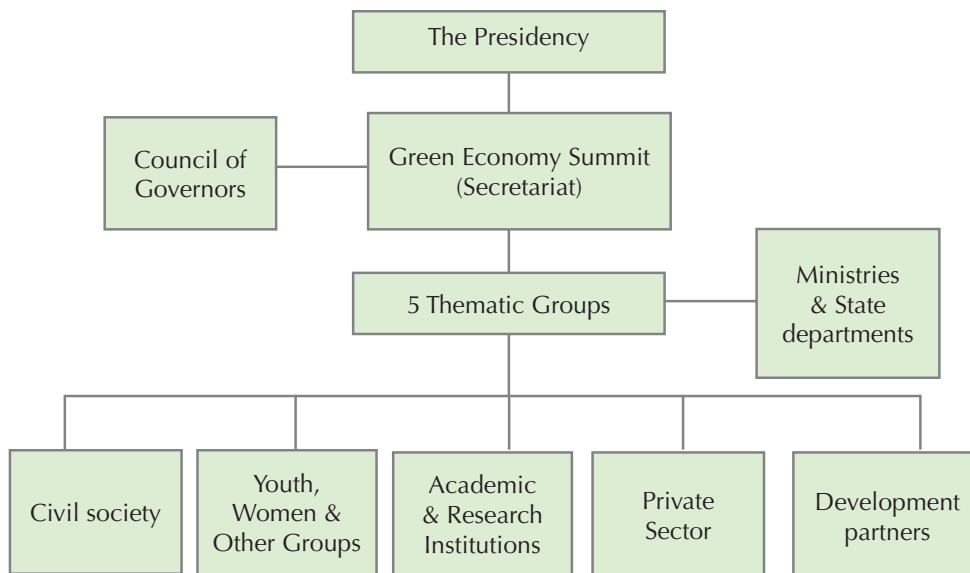 The Presidency
Council of
Governors
Green Economy Summit
(Secretariat)
5 Thematic Groups
Ministries
& State
departments
Civil society
Youth,
Women &
Other Groups
Academic
& Research
Institutions
Private
Sector
Development
partners